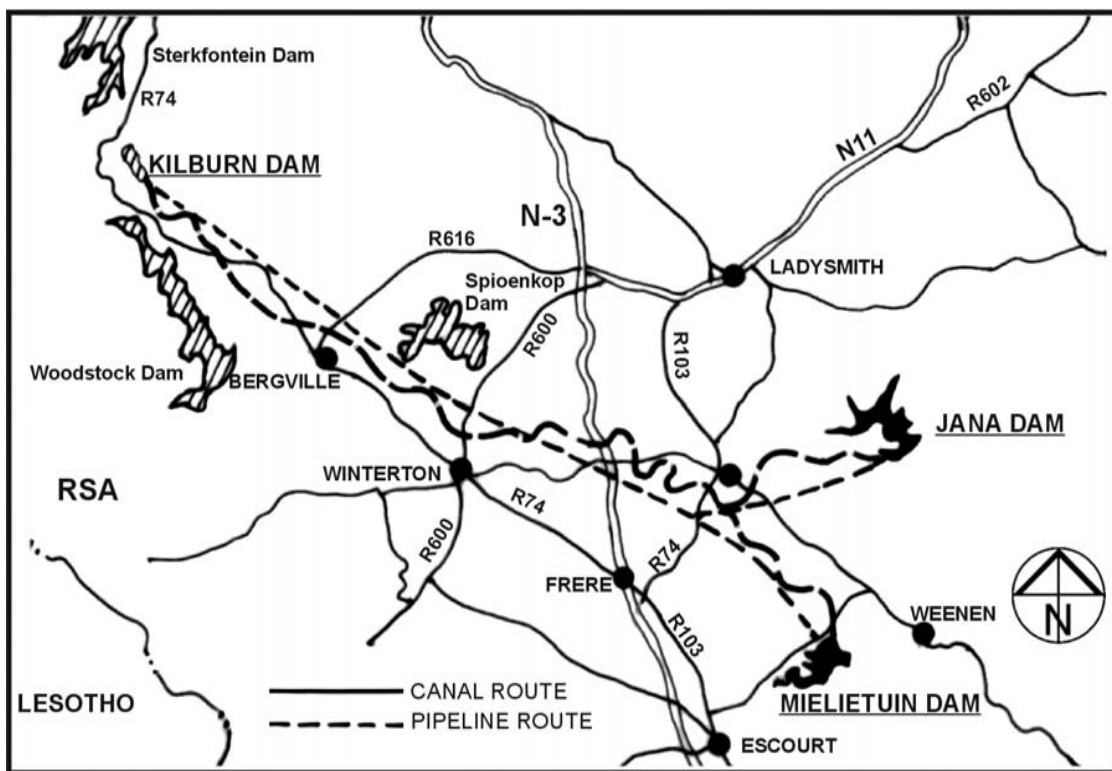 Sterkfontein Dam
R74
KILBURN DAM
R602
N11
N-3
R616
LADYSMITH
Spioenkop
Dam
R600
R103
Woodstock Dam
BERGVILLE
JANA DAM
WINTERTON
RSA
R74
R600
R74
FRERE
WEENEN
N
R103
LESOTHO
CANAL ROUTE
PIPELINE ROUTE
MIELIETUIN DAM
ESCOURT